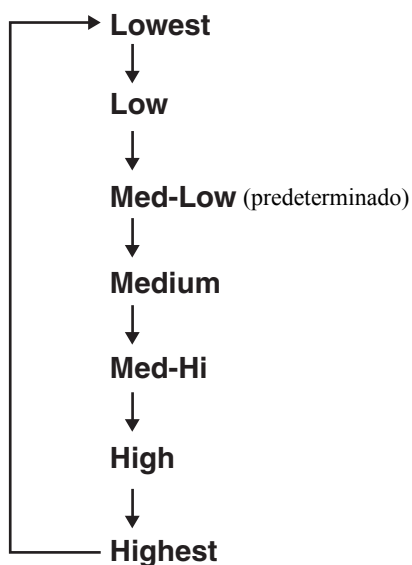 Lowest
Low
Med-Low (predeterminado)
Medium
Med-Hi
High
Highest